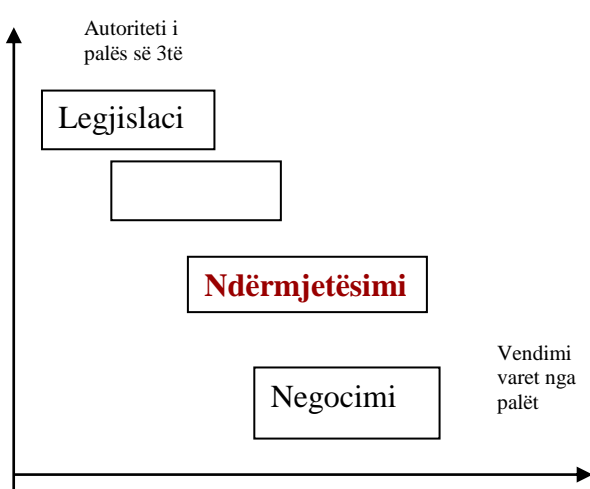 Autoriteti i
palës së 3të
Legjislaci
Ndërmjetësimi
Vendimi
varet nga
palët
Negocimi